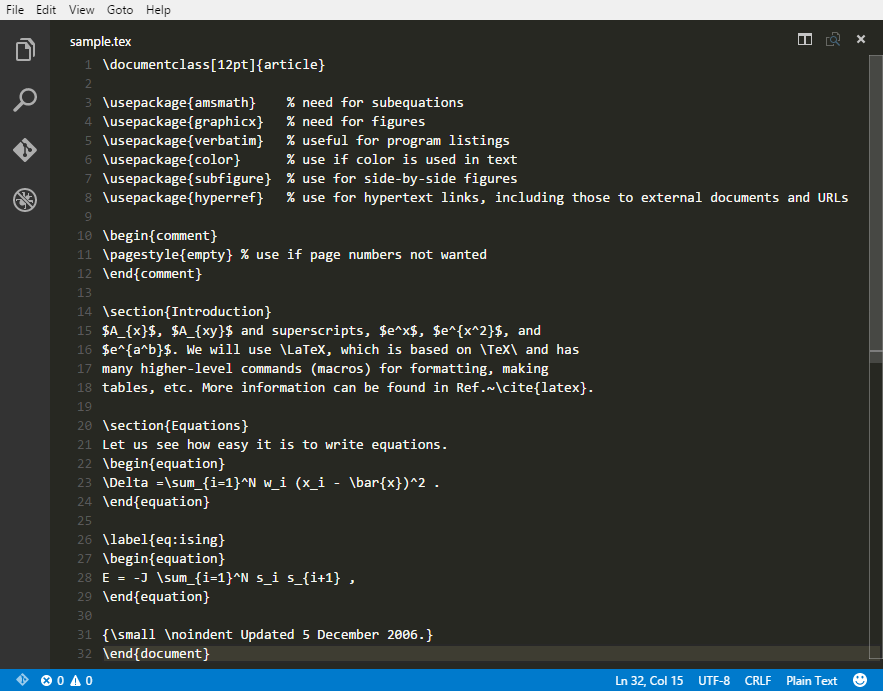 File Edit View Goto Help
sample.tex
1 \documentclass[12pt]{article}
2
3 \usepackage{amsmath}    % need for subequations
4 \usepackage{graphicx}   % need for figures
5 \usepackage{verbatim}   % useful for program listings
6 \usepackage{color}      % use if color is used in text
7 \usepackage{subfigure}  % use for side-by-side figures
8 \usepackage{hyperref}   % use for hypertext links, including those to external documents and URLs
9
10 \begin{comment}
11 \pagestyle{empty} % use if page numbers not wanted
12 \end{comment}
13
14 \section{Introduction}
15 $A_{x}$, $A_{xy}$ and superscripts, $e^x$, $e^{x^2}$, and
16 $e^{a^b}$. We will use \LaTeX, which is based on \TeX\ and has
17 many higher-level commands (macros) for formatting, making
18 tables, etc. More information can be found in Ref.~\cite{latex}.
19
20 \section{Equations}
21 Let us see how easy it is to write equations.
22 \begin{equation}
23 \Delta =\sum_{i=1}^N w_i (x_i - \bar{x})^2 .
24 \end{equation}
25
26 \label{eq:ising}
27 \begin{equation}
28 E = -J \sum_{i=1}^N s_i s_{i+1} ,
29 \end{equation}
30
31 {\small \noindent Updated 5 December 2006.}
32 \end{document}
0 0 Ln 32, Col 15 UTF-8 CRLF Plain Text